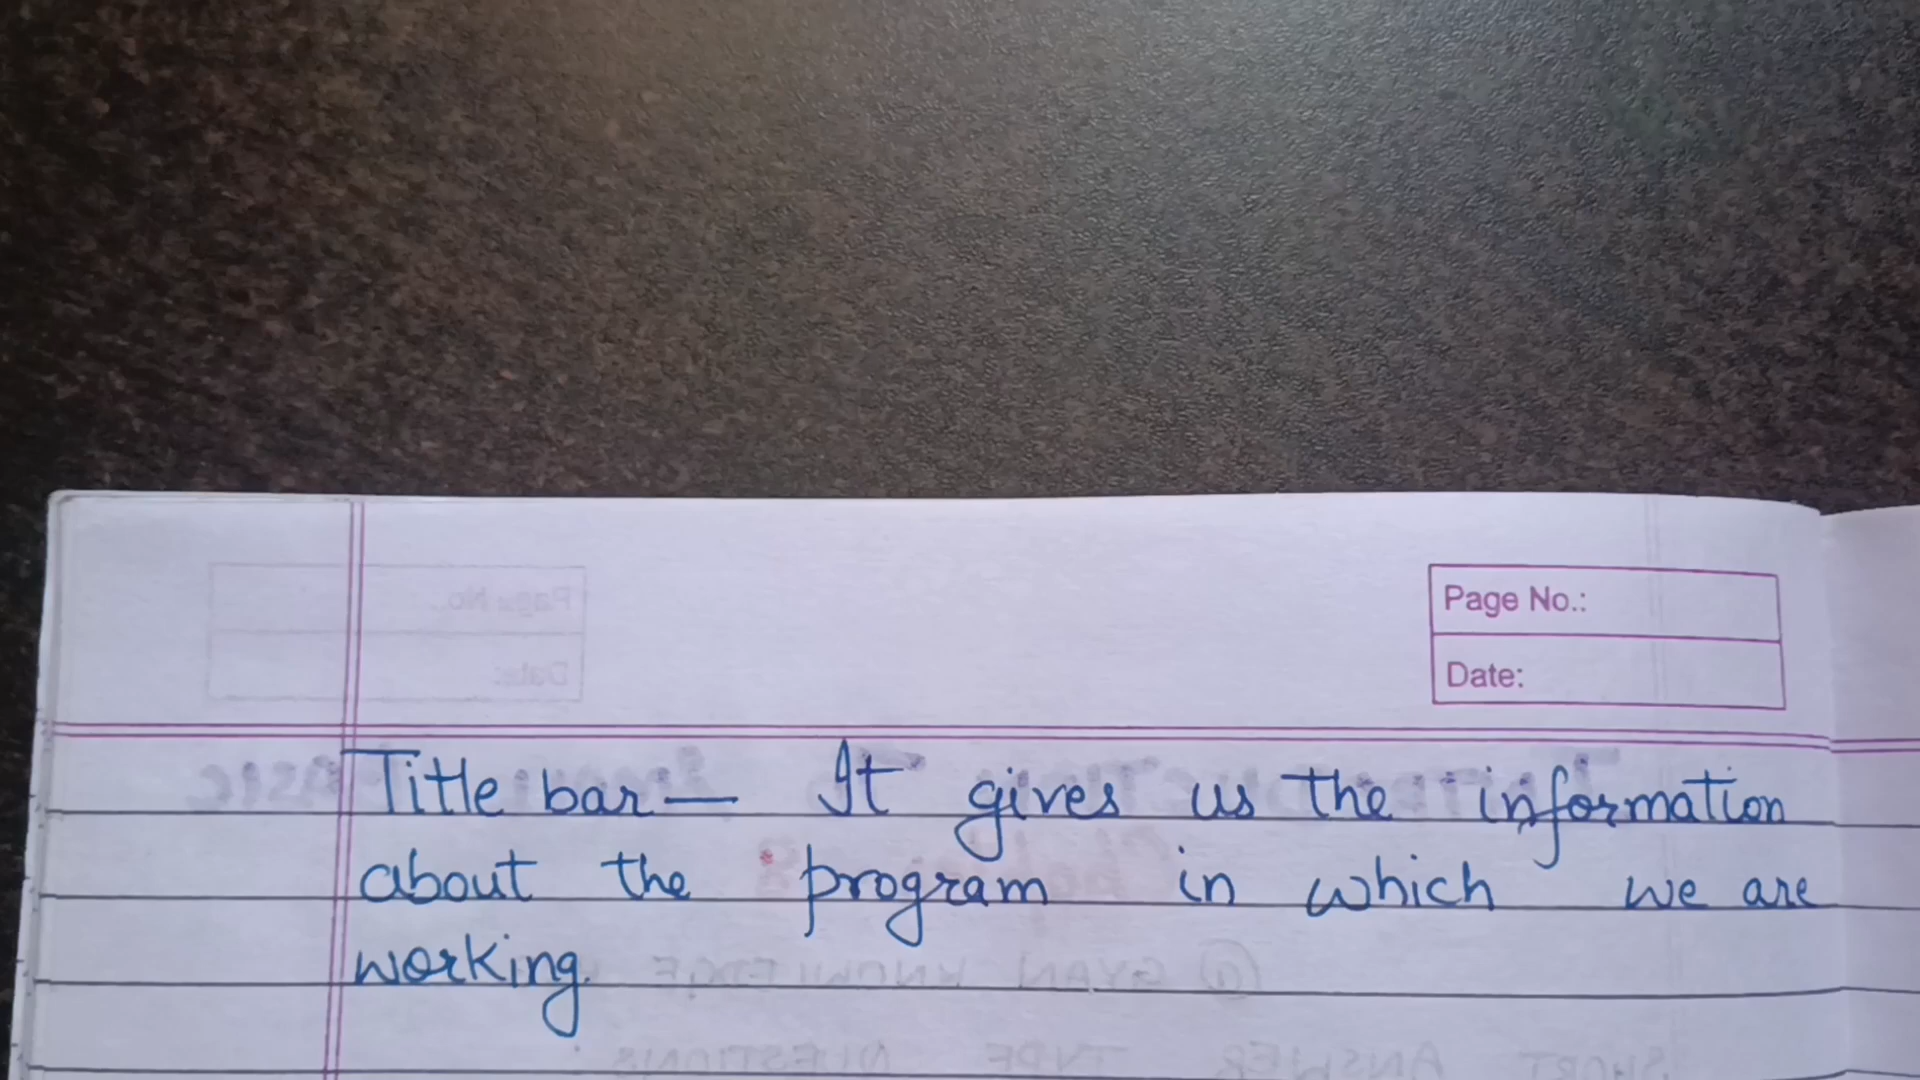 Page No.:
Date:
Title bar — It gives us the information
about the program in which we are
working.